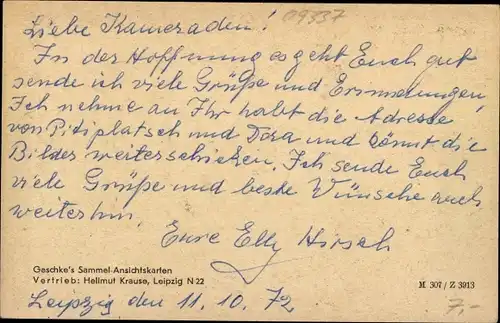 Liebe Kameraden! 09337
In der Hoffnung es geht Euch gut
sende ich viele Grüße und Erinnerungen,
Ich nehme an Ihr habt die Adresse
von Pitiplatsch und Dora und könnt die
Bilder weiterschicken. Ich sende Euch
viele Grüße und beste Wünsche auch
weiterhin,
Eure Elly Hirsch
Geschke's Sammel-Ansichtskarten
Vertrieb: Hellmut Krause, Leipzig N 22
M 307 / Z 3913
Leipzig den 11. 10. 72
7,-